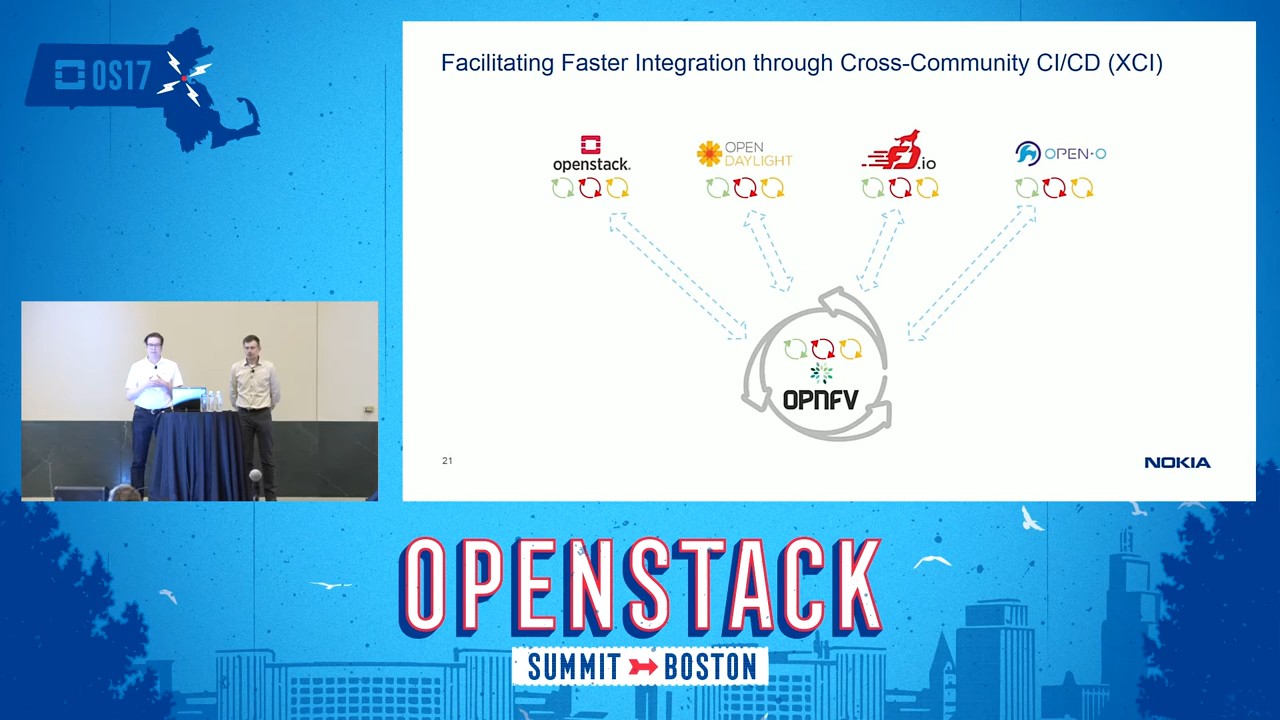 OS17
Facilitating Faster Integration through Cross-Community CI/CD (XCI)
openstack.
OPEN
DAYLIGHT
FD.io
OPEN-O
OPNFV
21
NOKIA
OPENSTACK
SUMMIT BOSTON